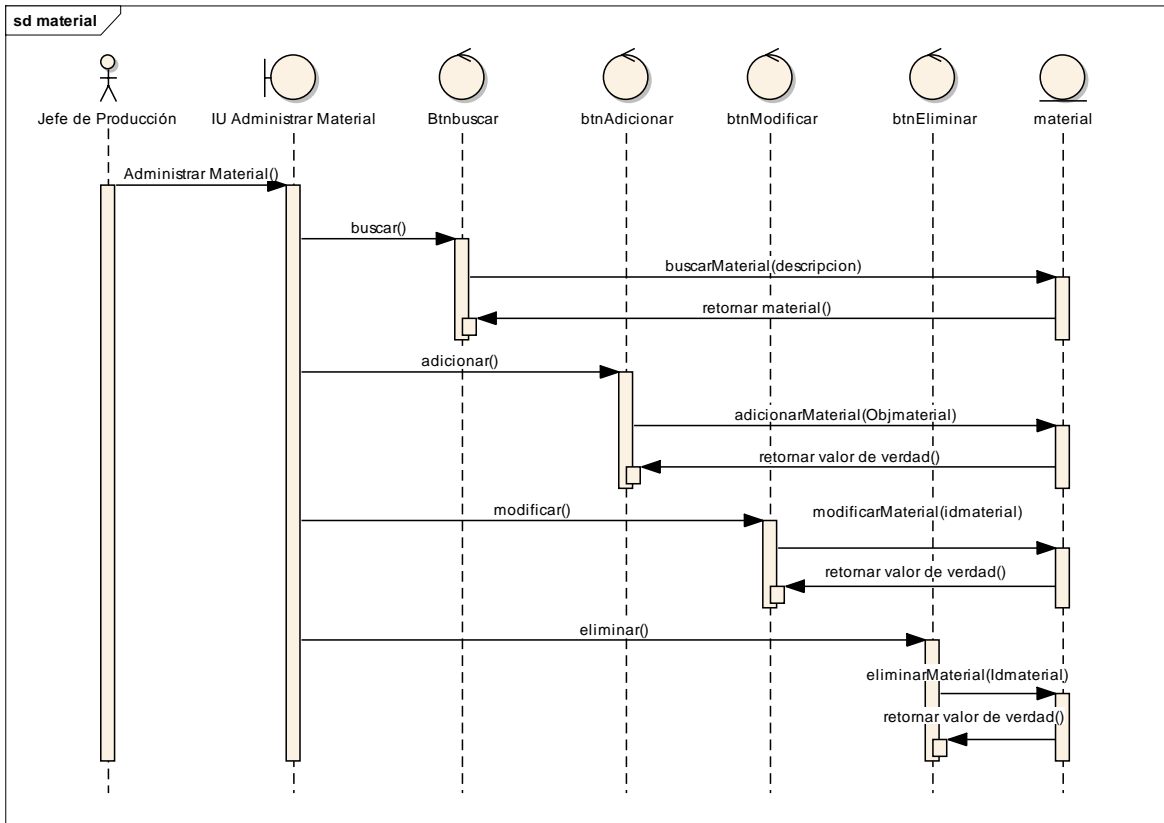 sd material
Jefe de Producción
IU Administrar Material
Btnbuscar
btnAdicionar
btnModificar
btnEliminar
material
Administrar Material()
buscar()
buscarMaterial(descripcion)
retornar material()
adicionar()
adicionarMaterial(Objmaterial)
retornar valor de verdad()
modificar()
modificarMaterial(idmaterial)
retornar valor de verdad()
eliminar()
eliminarMaterial(Idmaterial)
retornar valor de verdad()